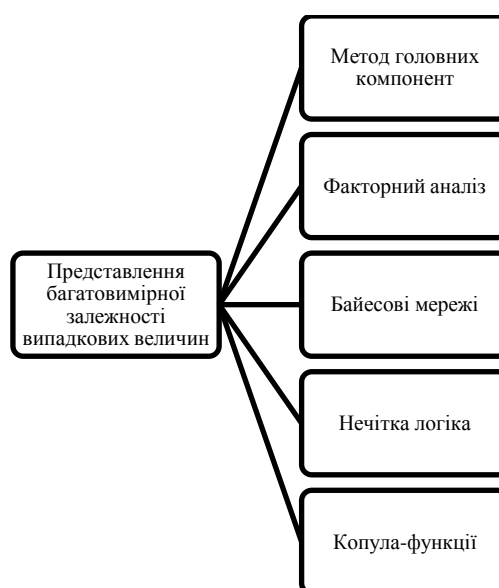 Метод головних
компонент
Факторний аналіз
Представлення
багатовимірної
залежності
випадкових величин
Байесові мережі
Нечітка логіка
Копула-функції